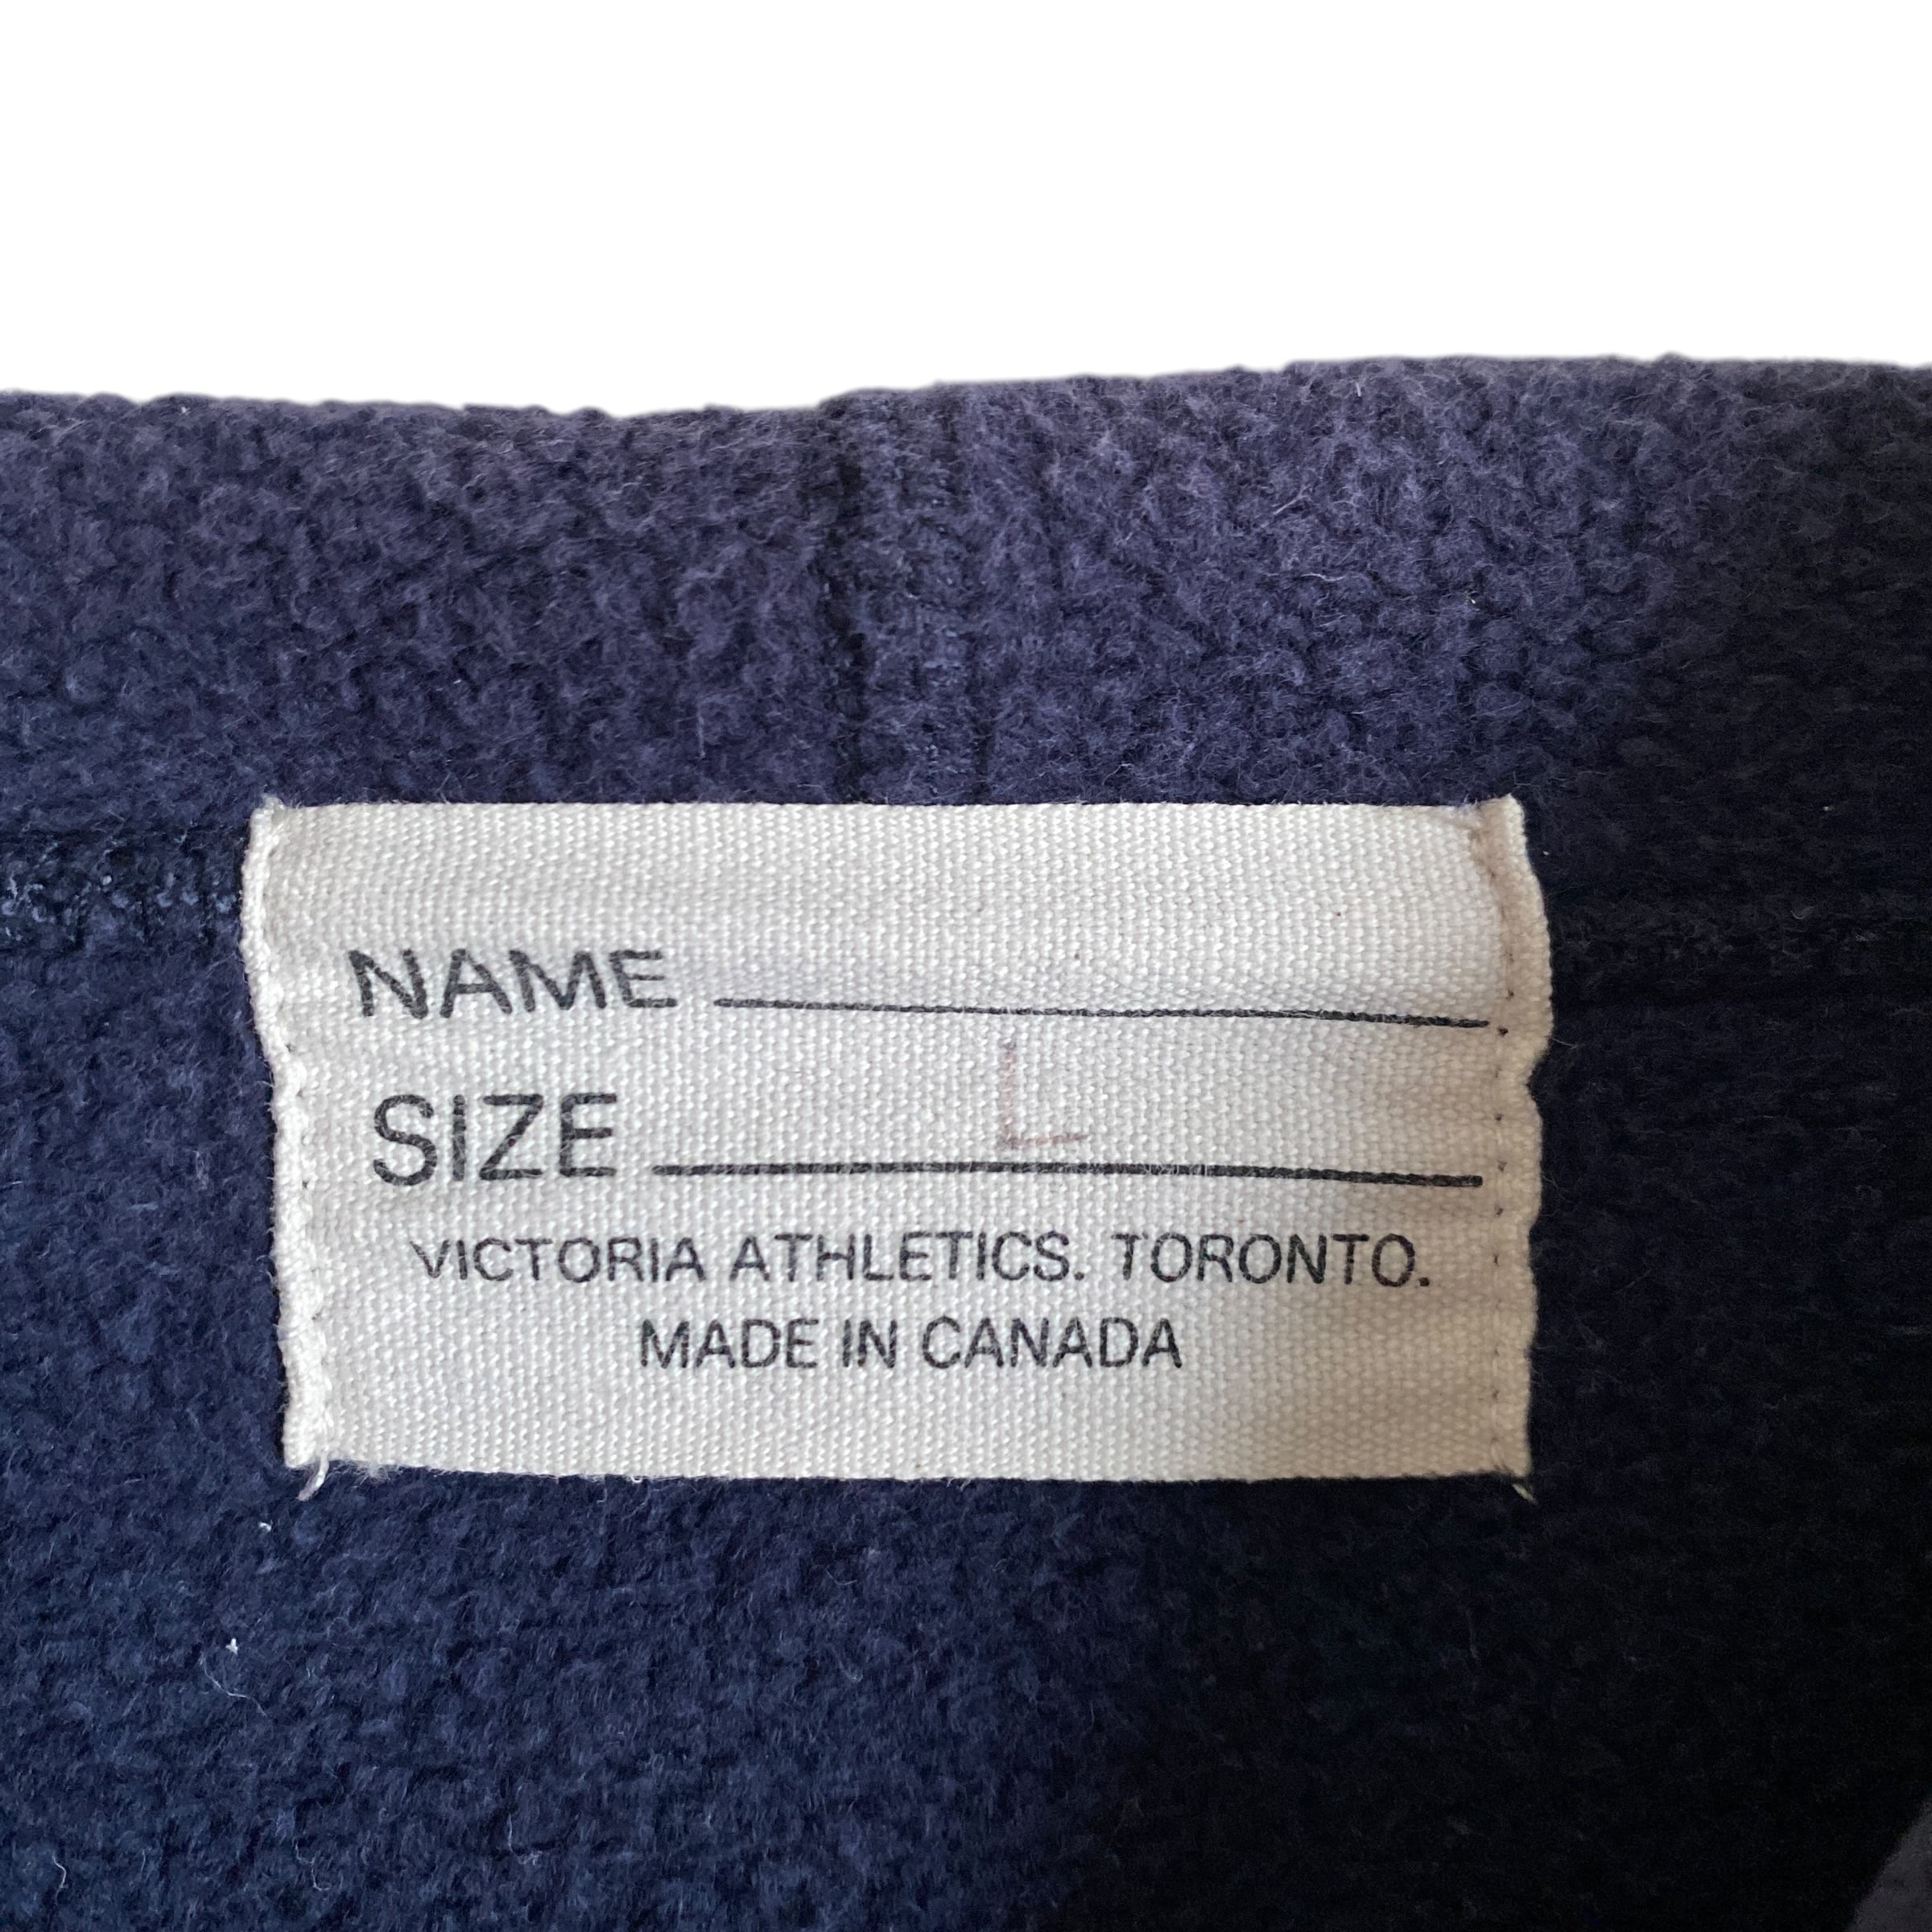 NAME
SIZE L
VICTORIA ATHLETICS. TORONTO.
MADE IN CANADA